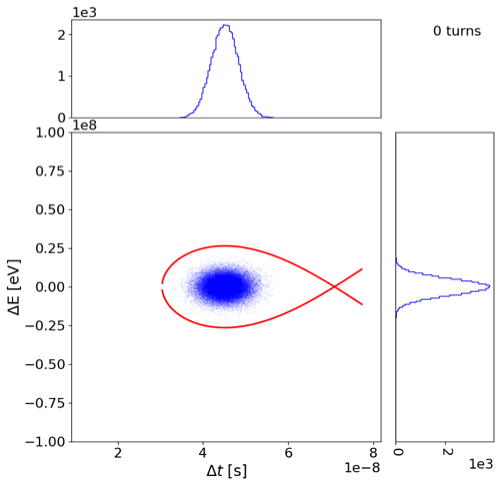 1e3
0 turns
2
1
0
1e8
1.00
0.75
0.50
0.25
0.00
−0.25
−0.50
−0.75
−1.00
ΔE [eV]
2
4
6
8
1e−8
Δt [s]
0
2
1e3